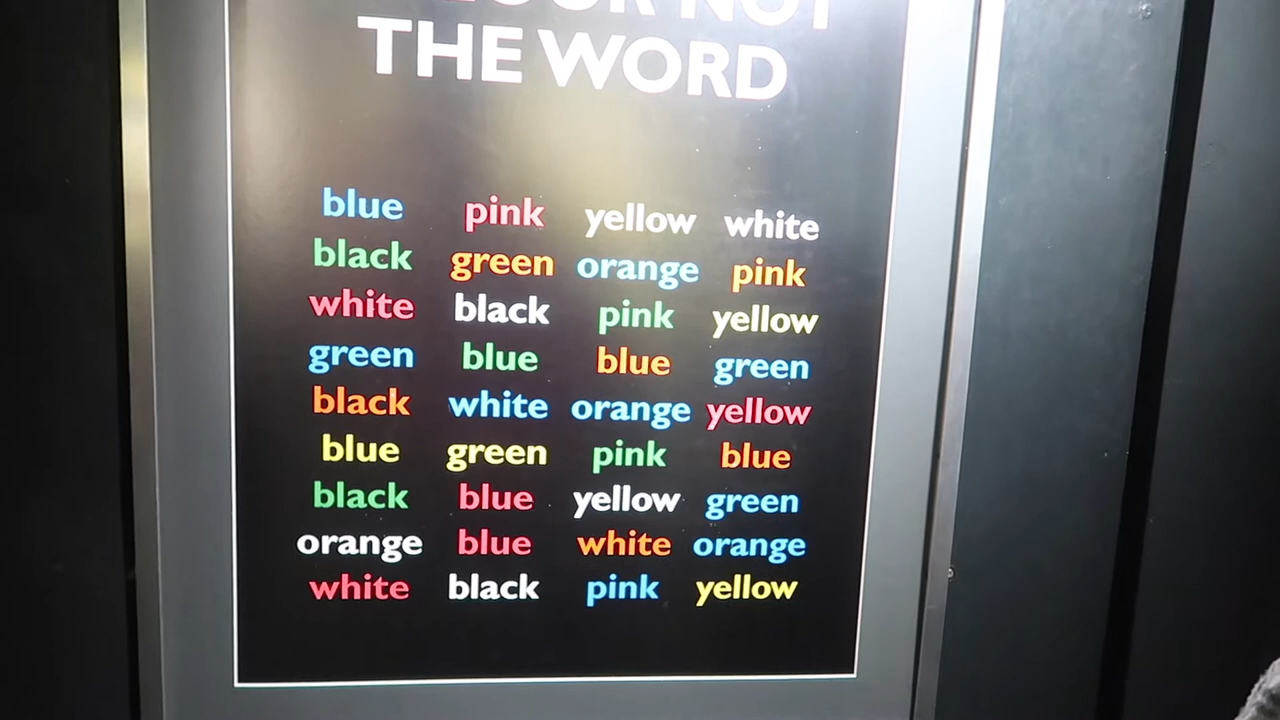 NOT
THE WORD
blue pink yellow white
black green orange pink
white black pink yellow
green blue blue green
black white orange yellow
blue green pink blue
black blue yellow green
orange blue white orange
white black pink yellow